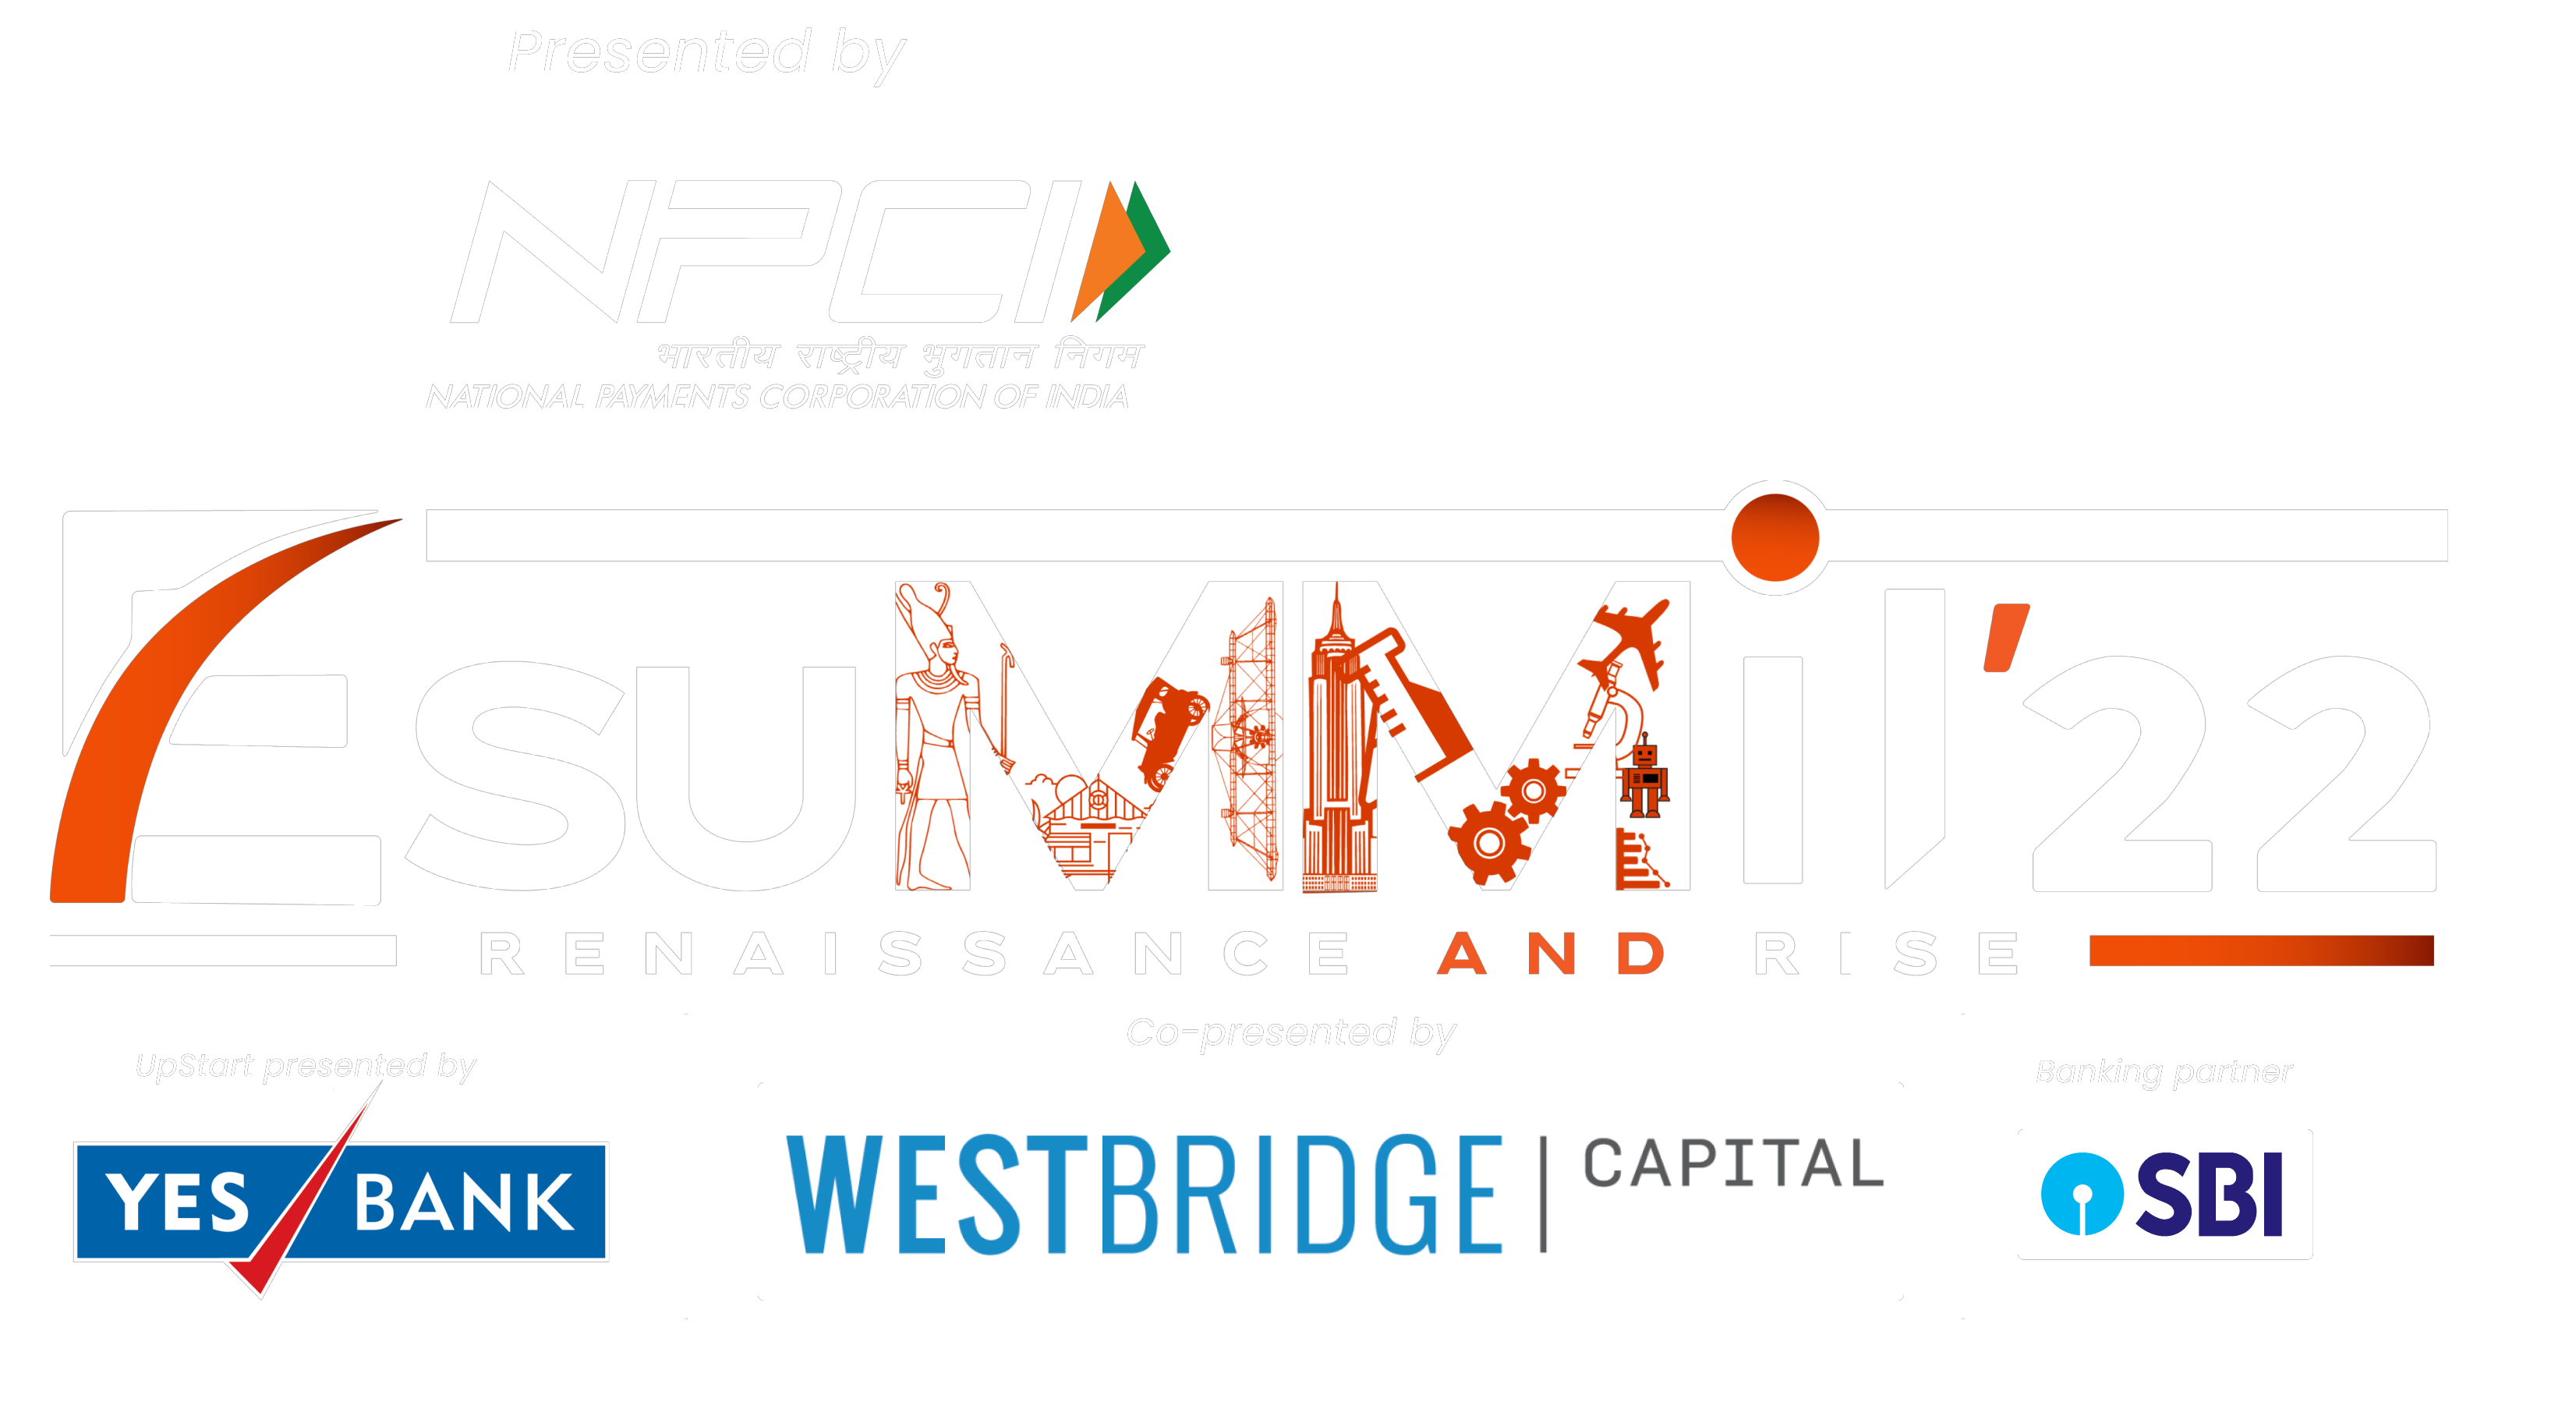 Presented by
NPCI
भारतीय राष्ट्रीय भुगतान निगम
NATIONAL PAYMENTS CORPORATION OF INDIA
ESUMMIT'22
RENAISSANCE AND RISE
Co-presented by
UpStart presented by
Banking partner
YES BANK
WESTBRIDGE | CAPITAL
SBI